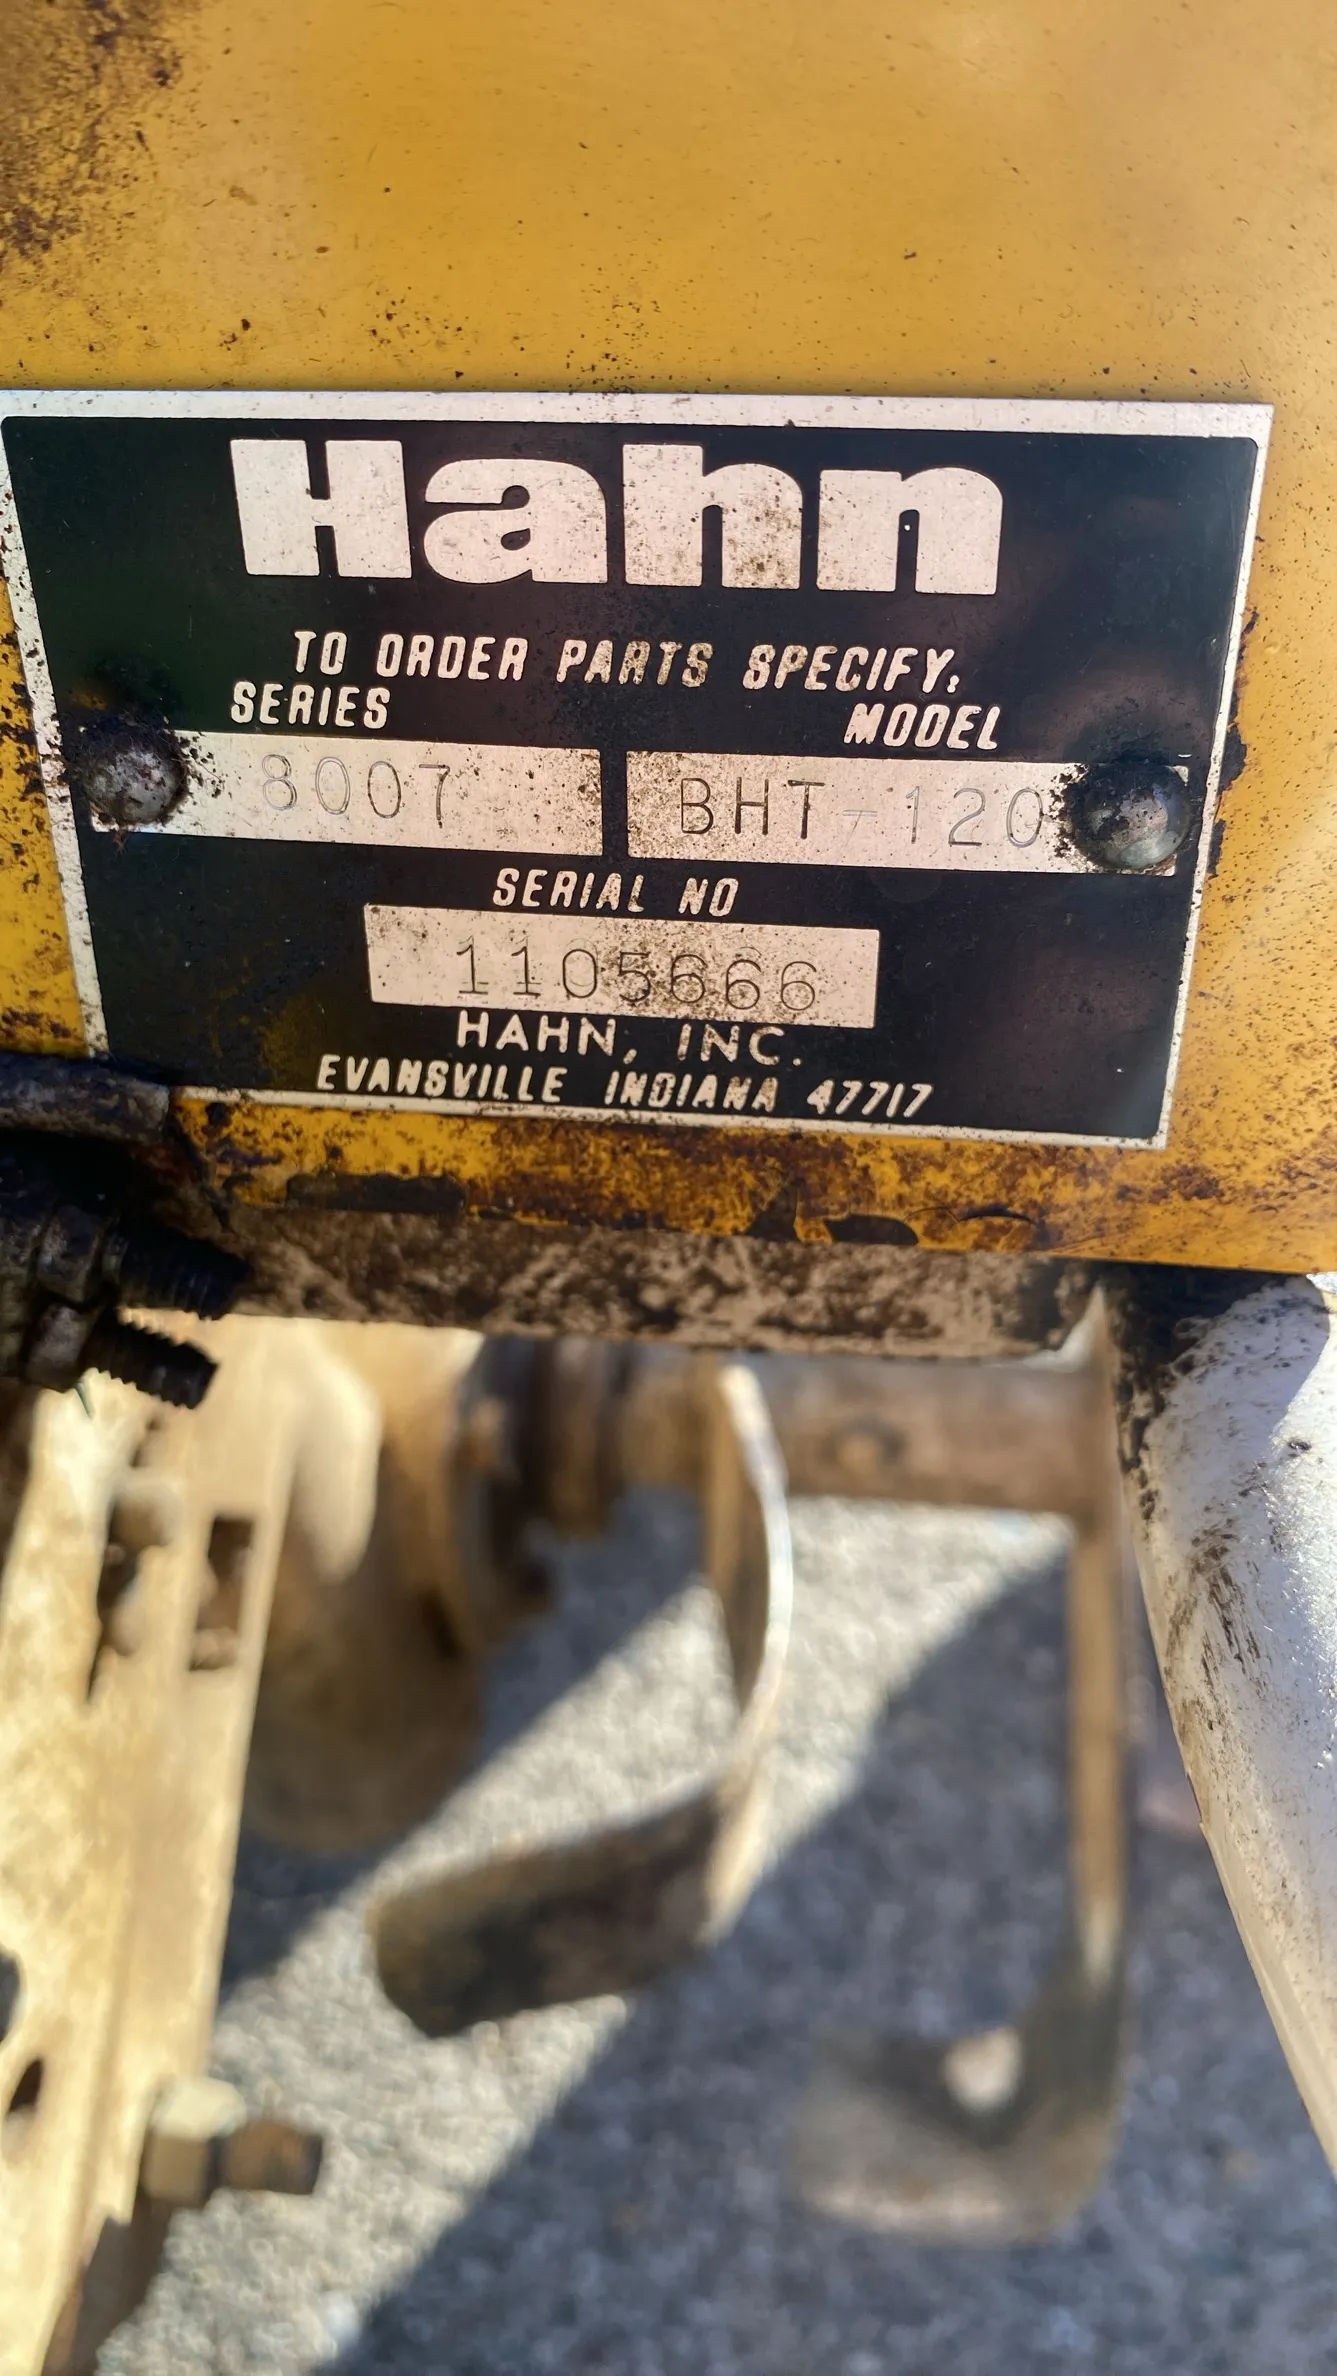 Hahn
TO ORDER PARTS SPECIFY:
SERIES MODEL
8007 BHT-120
SERIAL NO
1105666
HAHN, INC.
EVANSVILLE INDIANA 47717